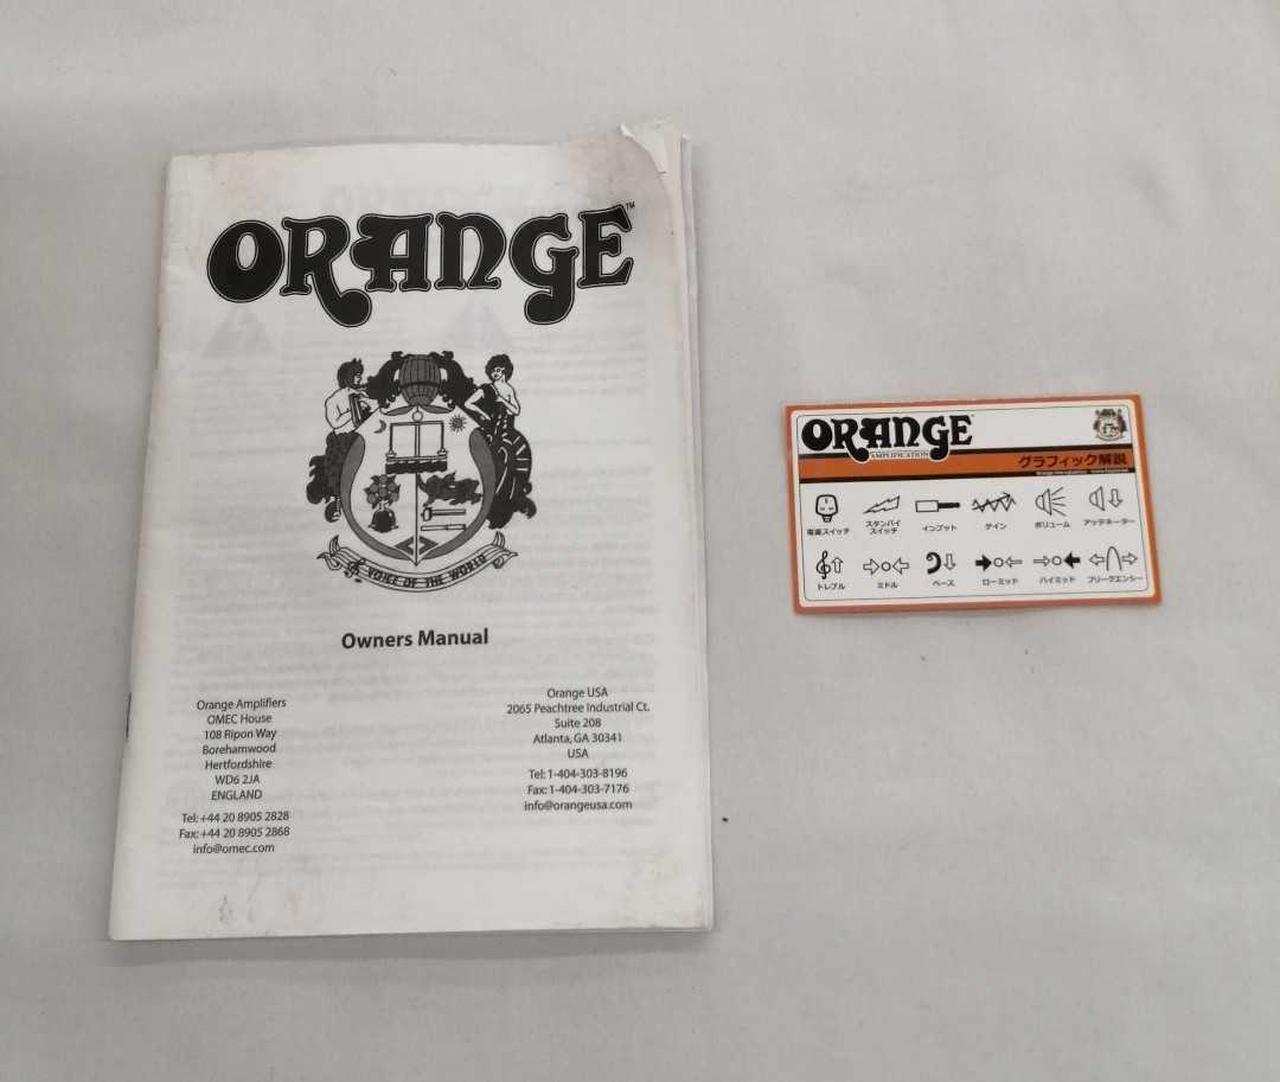 ORANGE™
VOICE OF THE WORLD
Owners Manual
Orange Amplifiers
OMEC House
108 Ripon Way
Borehamwood
Hertfordshire
WD6 2JA
ENGLAND
Tel: +44 20 8905 2828
Fax: +44 20 8905 2868
info@omec.com
Orange USA
2065 Peachtree Industrial Ct.
Suite 208
Atlanta, GA 30341
USA
Tel: 1-404-303-8196
Fax: 1-404-303-7176
info@orangeusa.com
ORANGE™
AMPLIFICATION
グラフィック解説
電源スイッチ
スタンバイ
スイッチ
インプット
ゲイン
ボリューム
アッテネーター
トレブル
ミドル
ベース
ローミッド
ハイミッド
フリークエンシー